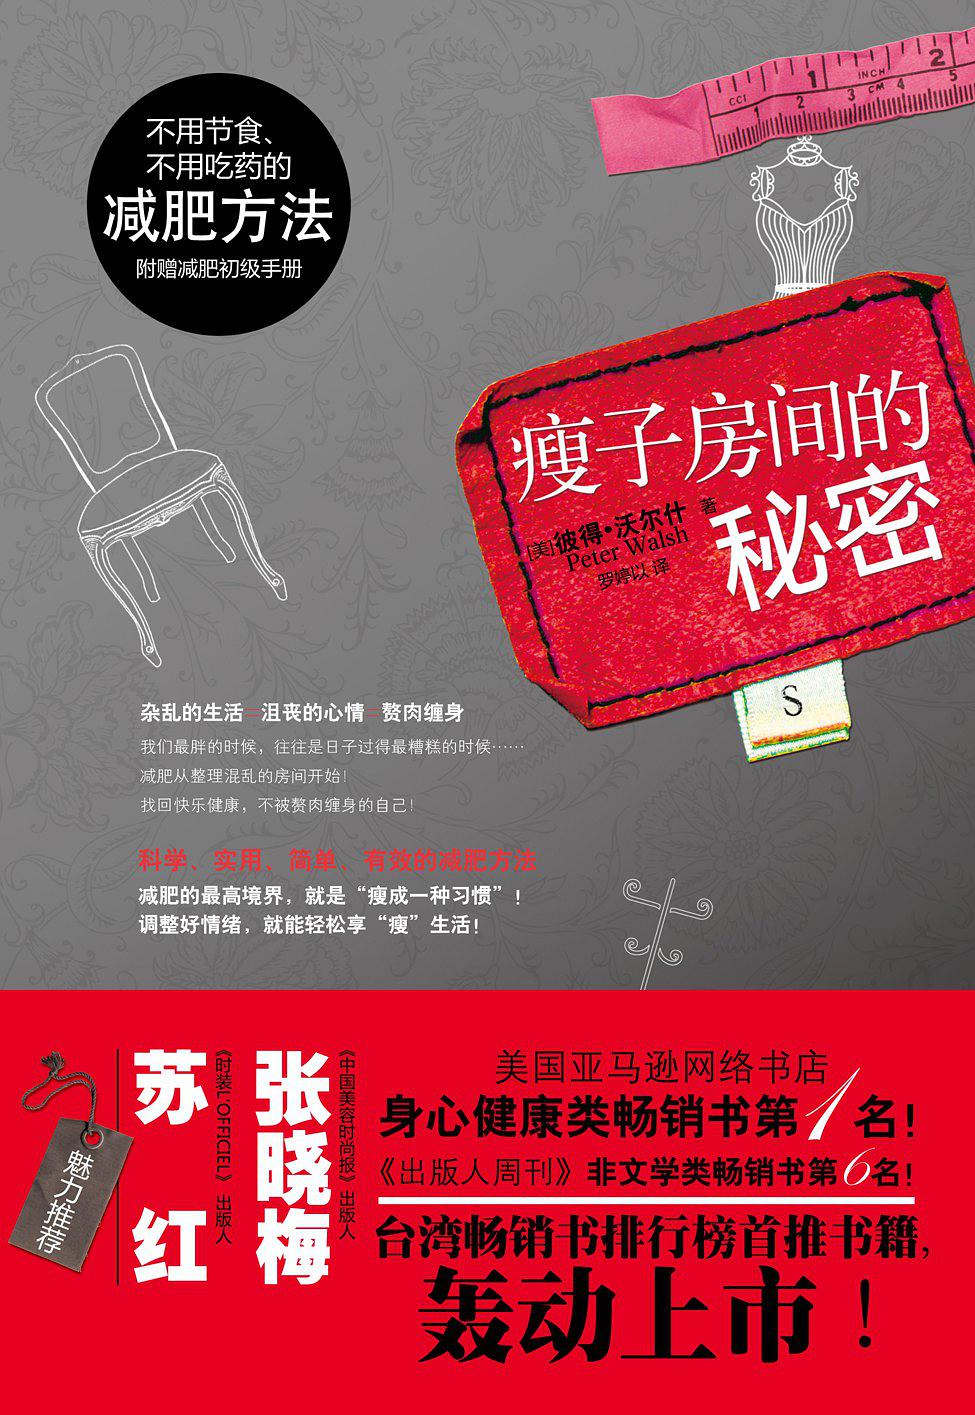 CCI
1
INCH
2
1
2
3
CM
4
5
不用节食、
不用吃药的
减肥方法
附赠减肥初级手册
瘦子房间的
秘密
[美]彼得·沃尔什 著
Peter Walsh
罗婷以 译
S
杂乱的生活=沮丧的心情=赘肉缠身
我们最胖的时候，往往是日子过得最糟糕的时候……
减肥从整理混乱的房间开始！
找回快乐健康，不被赘肉缠身的自己！
科学、实用、简单、有效的减肥方法
减肥的最高境界，就是“瘦成一种习惯”！
调整好情绪，就能轻松享“瘦”生活！
魅力推荐
苏红
《时装L'OFFICIEL》 出版人
张晓梅
《中国美容时尚报》 出版人
美国亚马逊网络书店
身心健康类畅销书第1名！
《出版人周刊》非文学类畅销书第6名！
台湾畅销书排行榜首推书籍，
轰动上市！